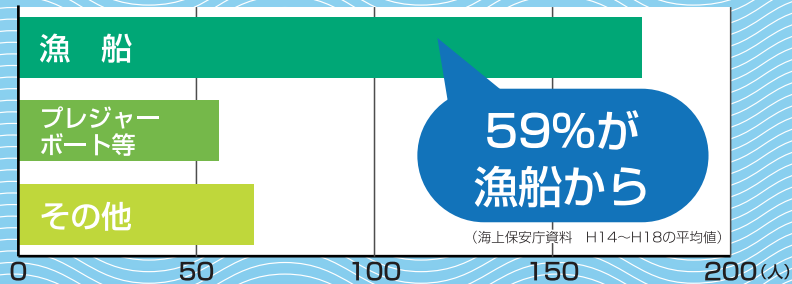 漁　船
プレジャー
ボート等
その他
59%が
漁船から
（海上保安庁資料　H14〜H18の平均値）
0 50 100 150 200（人）